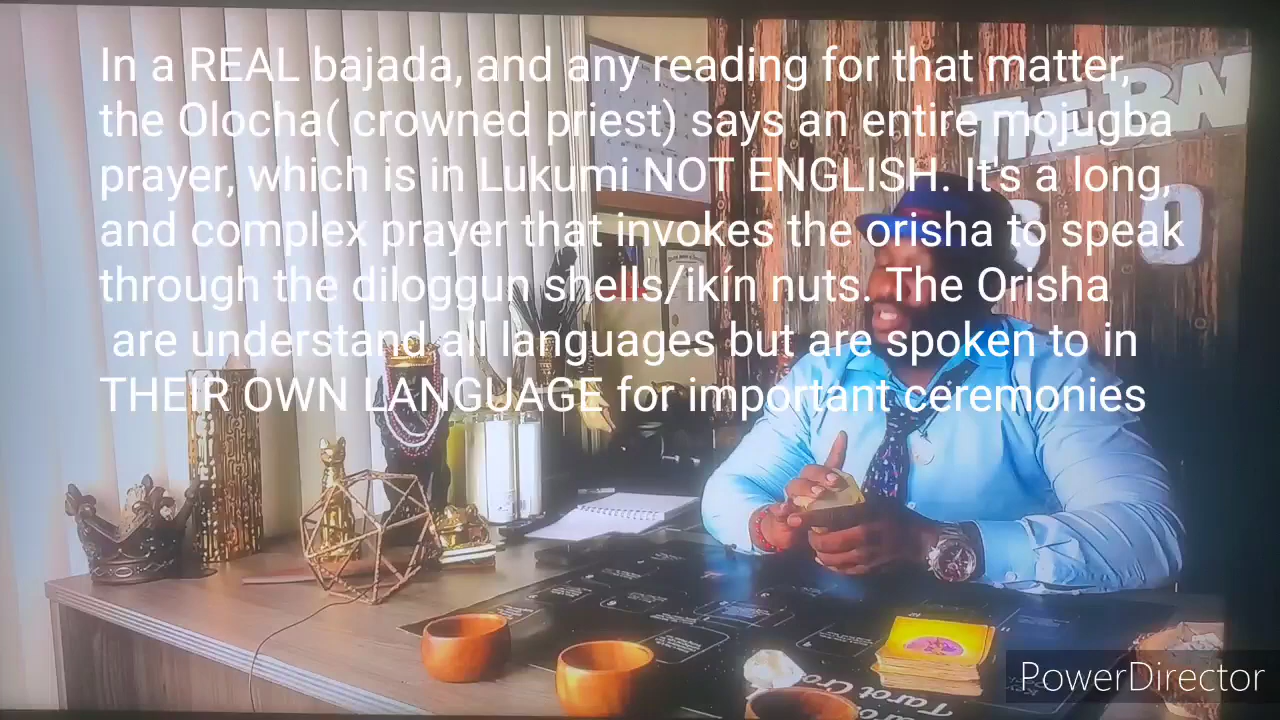 In a REAL bajada, and any reading for that matter,
the Olocha( crowned priest) says an entire mojugba
prayer, which is in Lukumi NOT ENGLISH. It's a long,
and complex prayer that invokes the orisha to speak
through the diloggun shells/ikín nuts. The Orisha
are understand all languages but are spoken to in
THEIR OWN LANGUAGE for important ceremonies
Tarot
PowerDirector